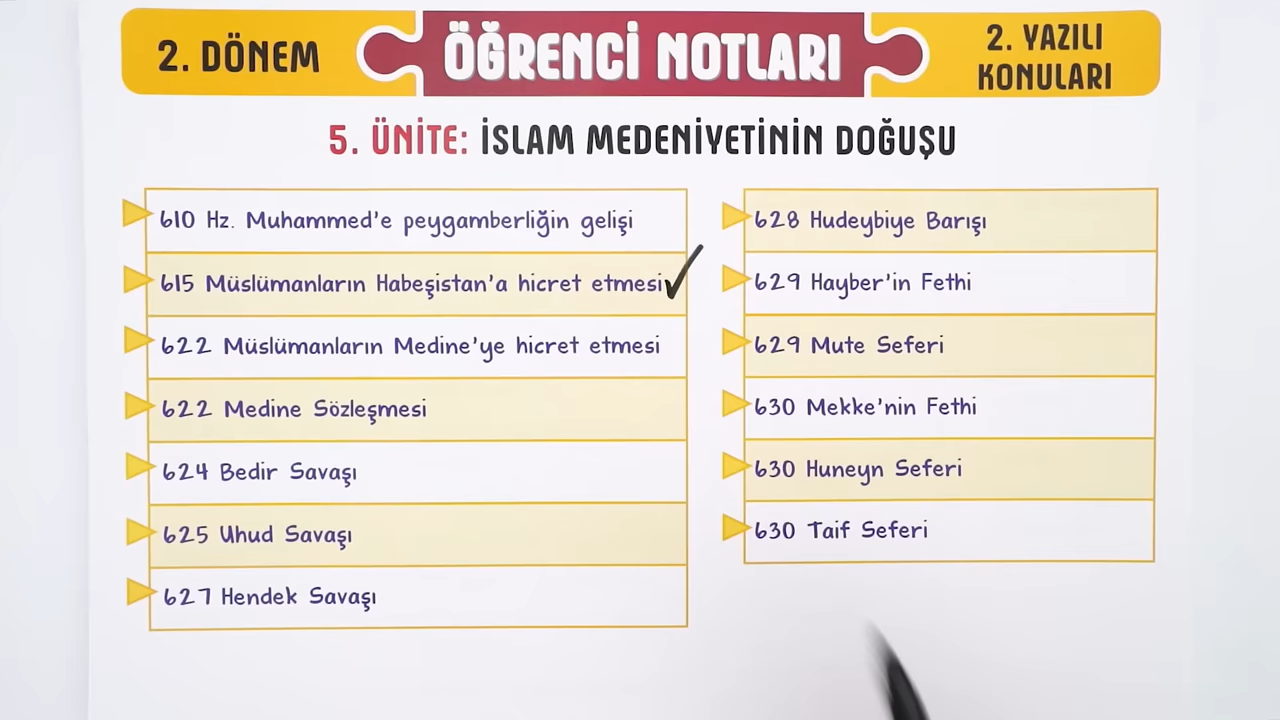 2. DÖNEM
ÖĞRENCİ NOTLARI
2. YAZILI
KONULARI
5. ÜNİTE: İSLAM MEDENİYETİNİN DOĞUŞU
610 Hz. Muhammed'e peygamberliğin gelişi
615 Müslümanların Habeşistan'a hicret etmesi
622 Müslümanların Medine'ye hicret etmesi
622 Medine Sözleşmesi
624 Bedir Savaşı
625 Uhud Savaşı
627 Hendek Savaşı
628 Hudeybiye Barışı
629 Hayber'in Fethi
629 Mute Seferi
630 Mekke'nin Fethi
630 Huneyn Seferi
630 Taif Seferi